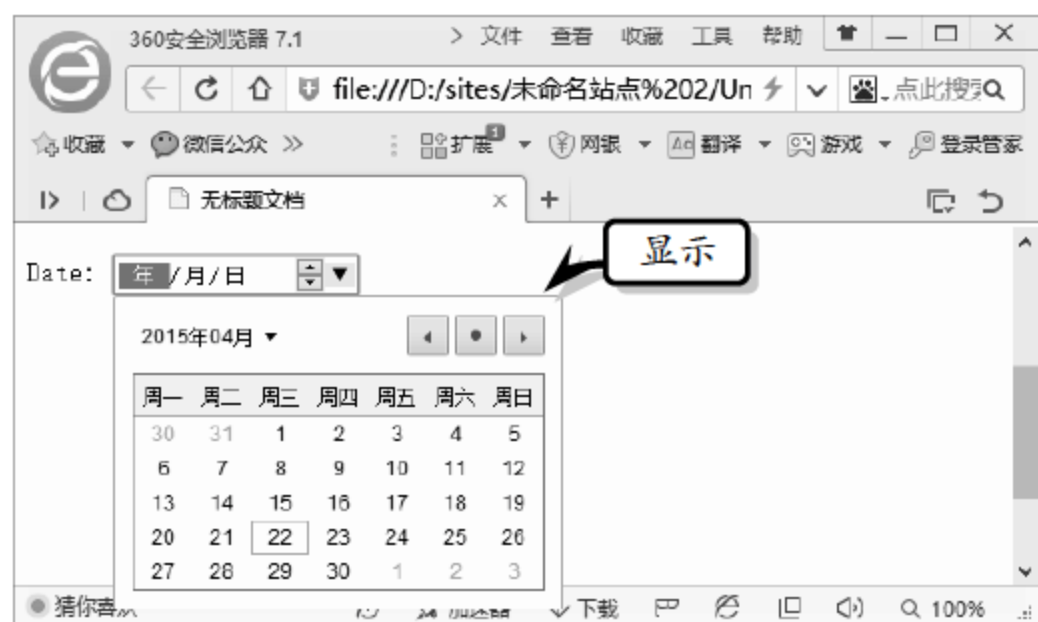 360安全浏览器 7.1 > 文件 查看 收藏 工具 帮助
file:///D:/sites/未命名站点%202/Un 点此搜
收藏 微信公众 >> 扩展 1 网银 Aa 翻译 游戏 登录管家
无标题文档 × +
显示
Date: 年/月/日
2015年04月
周一 周二 周三 周四 周五 周六 周日
30 31 1 2 3 4 5
6 7 8 9 10 11 12
13 14 15 16 17 18 19
20 21 22 23 24 25 26
27 28 29 30 1 2 3
猜你喜 下载 100%